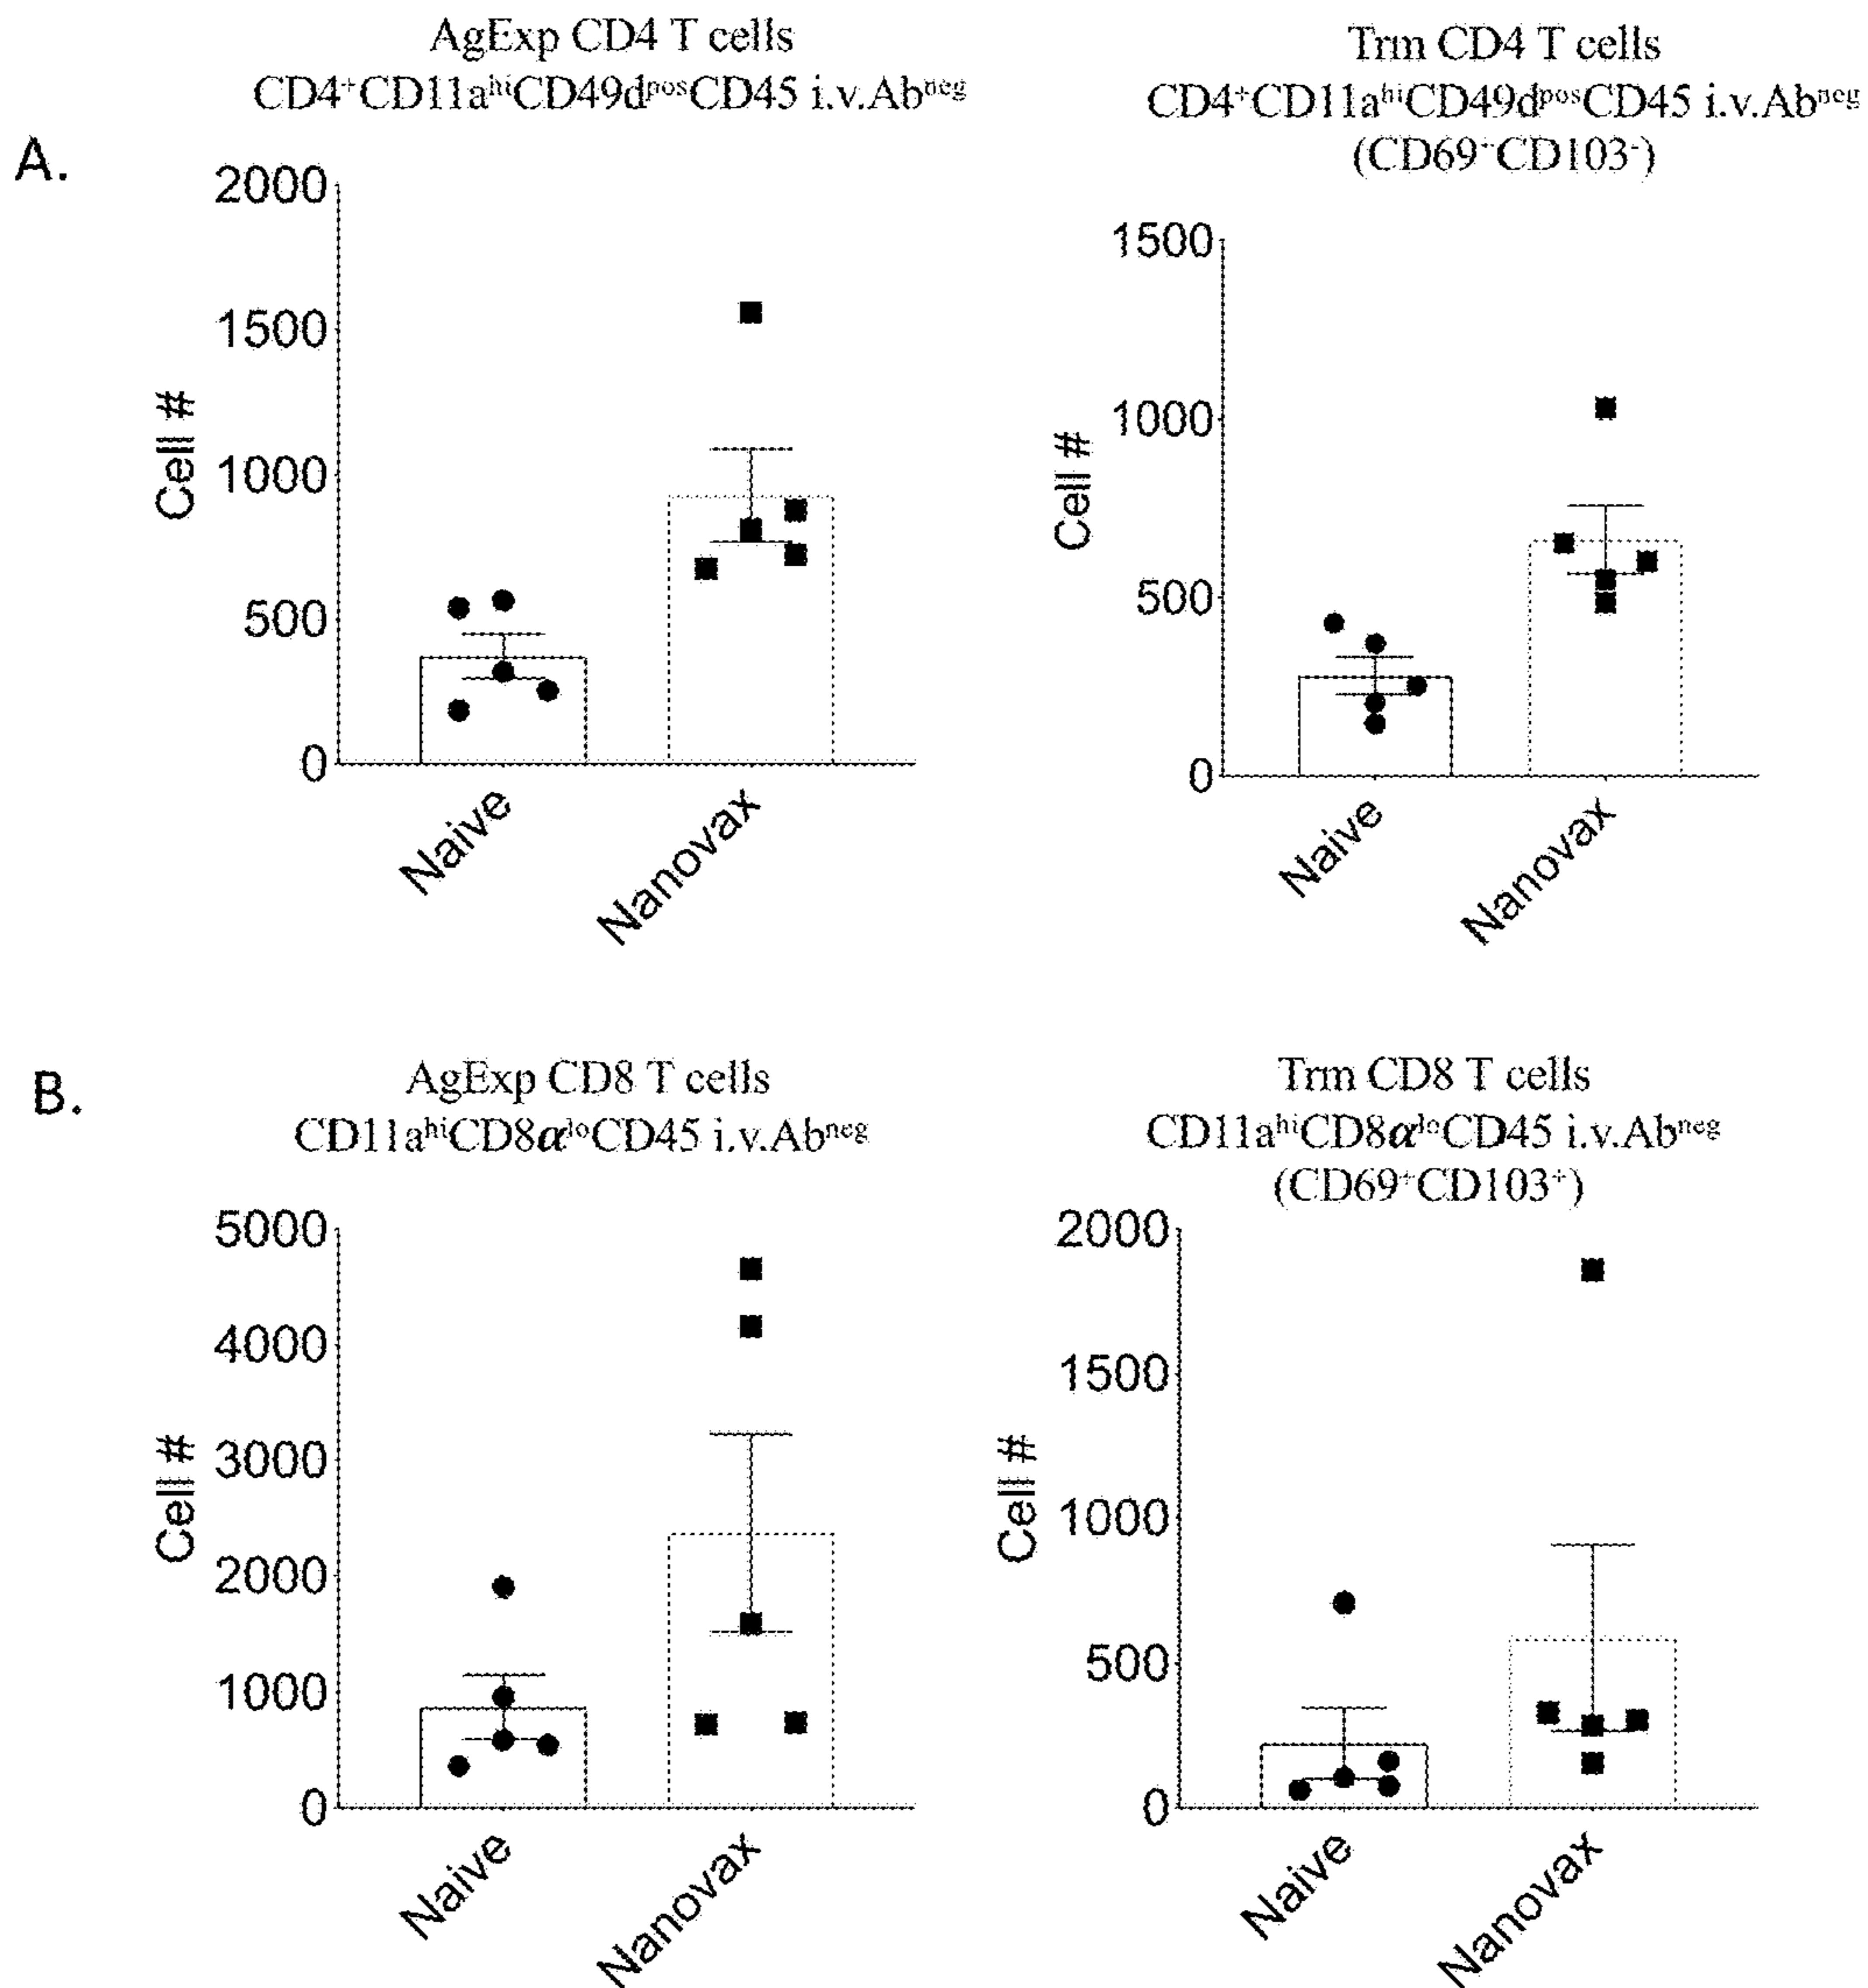 A.
AgExp CD4 T cells
CD4⁺CD11aʰⁱCD49dᵖᵒˢCD45 i.v.Abⁿᵉᵍ
2000
1500
1000
500
0
Cell #
Naive
Nanovax
Trm CD4 T cells
CD4⁺CD11aʰⁱCD49dᵖᵒˢCD45 i.v.Abⁿᵉᵍ
(CD69⁺CD103⁻)
1500
1000
500
0
Cell #
Naive
Nanovax
B.
AgExp CD8 T cells
CD11aʰⁱCD8αˡᵒCD45 i.v.Abⁿᵉᵍ
5000
4000
3000
2000
1000
0
Cell #
Naive
Nanovax
Trm CD8 T cells
CD11aʰⁱCD8αˡᵒCD45 i.v.Abⁿᵉᵍ
(CD69⁺CD103⁺)
2000
1500
1000
500
0
Cell #
Naive
Nanovax